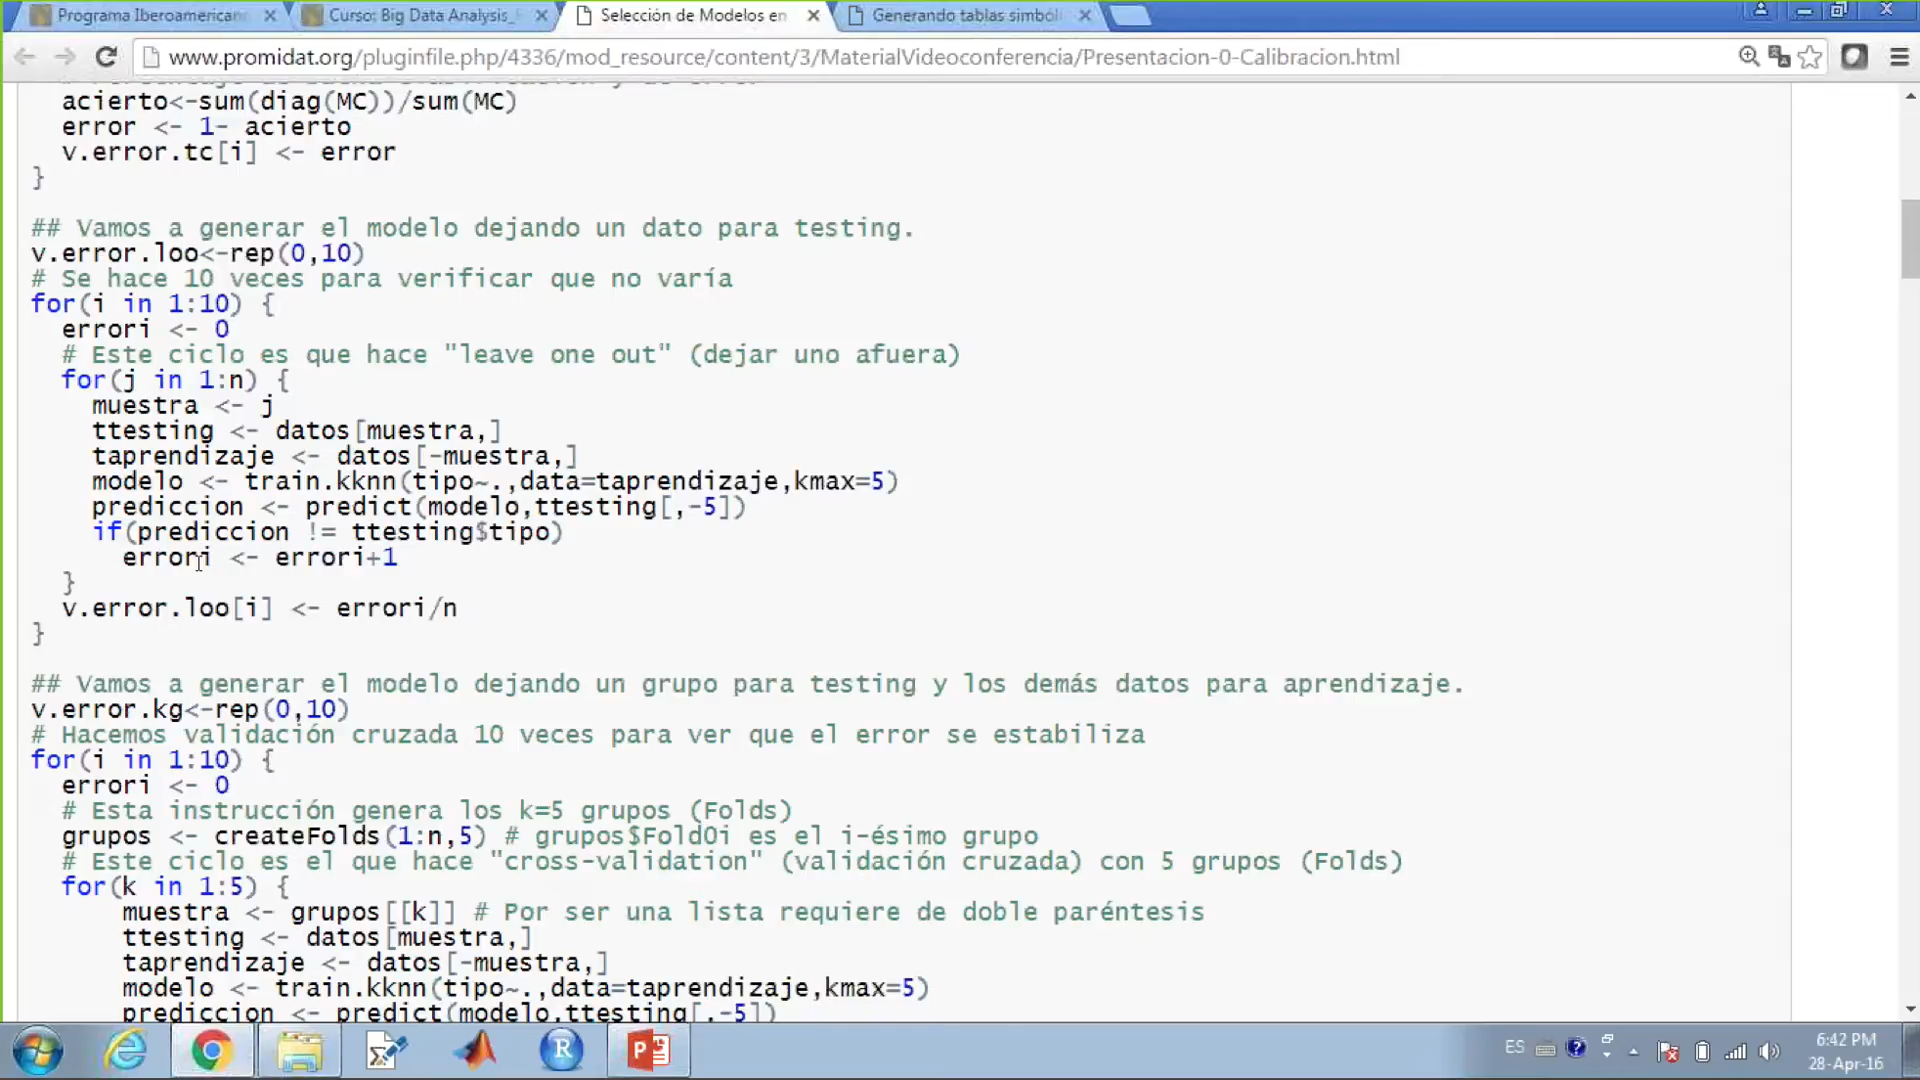 Programa Iberoamerican
Curso: Big Data Analysis_
Selección de Modelos en
Generando tablas simból
www.promidat.org/pluginfile.php/4336/mod_resource/content/3/MaterialVideoconferencia/Presentacion-0-Calibracion.html
acierto<-sum(diag(MC))/sum(MC)
error <- 1- acierto
v.error.tc[i] <- error
}
## Vamos a generar el modelo dejando un dato para testing.
v.error.loo<-rep(0,10)
# Se hace 10 veces para verificar que no varía
for(i in 1:10) {
errori <- 0
# Este ciclo es que hace "leave one out" (dejar uno afuera)
for(j in 1:n) {
muestra <- j
ttesting <- datos[muestra,]
taprendizaje <- datos[-muestra,]
modelo <- train.kknn(tipo~.,data=taprendizaje,kmax=5)
prediccion <- predict(modelo,ttesting[,-5])
if(prediccion != ttesting$tipo)
errori <- errori+1
}
v.error.loo[i] <- errori/n
}
## Vamos a generar el modelo dejando un grupo para testing y los demás datos para aprendizaje.
v.error.kg<-rep(0,10)
# Hacemos validación cruzada 10 veces para ver que el error se estabiliza
for(i in 1:10) {
errori <- 0
# Esta instrucción genera los k=5 grupos (Folds)
grupos <- createFolds(1:n,5) # grupos$Fold0i es el i-ésimo grupo
# Este ciclo es el que hace "cross-validation" (validación cruzada) con 5 grupos (Folds)
for(k in 1:5) {
muestra <- grupos[[k]] # Por ser una lista requiere de doble paréntesis
ttesting <- datos[muestra,]
taprendizaje <- datos[-muestra,]
modelo <- train.kknn(tipo~.,data=taprendizaje,kmax=5)
prediccion <- predict(modelo,ttesting[,-5])
ES
6:42 PM
28-Apr-16